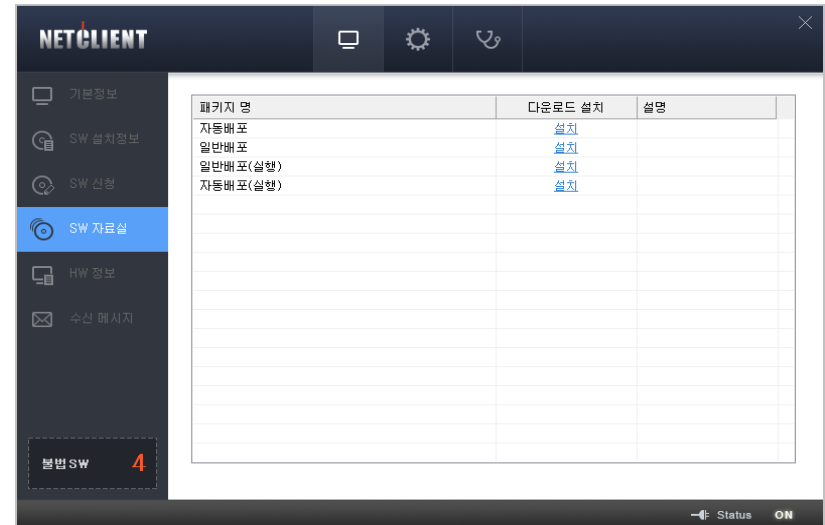 NETCLIENT
기본정보
SW 설치정보
SW 신청
SW 자료실
HW 정보
수신 메시지
불법 SW 4
패키지 명 다운로드 설치 설명
자동배포 설치
일반배포 설치
일반배포(실행) 설치
자동배포(실행) 설치
Status ON